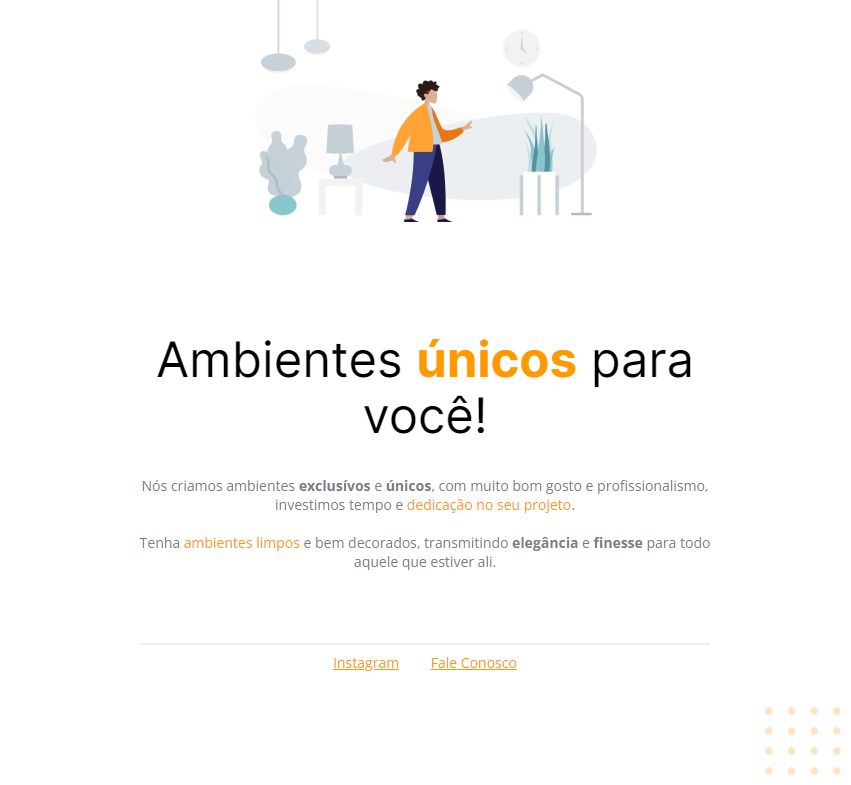 Ambientes únicos para
você!
Nós criamos ambientes exclusívos e únicos, com muito bom gosto e profissionalismo,
investimos tempo e dedicação no seu projeto.
Tenha ambientes limpos e bem decorados, transmitindo elegância e finesse para todo
aquele que estiver ali.
Instagram Fale Conosco